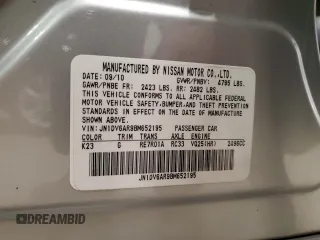 MANUFACTURED BY NISSAN MOTOR CO.,LTD.
DATE: 09/10 GVWR/PNBV: 4795 LBS.
GAWR/PNBE FR: 2423 LBS. RR: 2482 LBS.
THIS VEHICLE CONFORMS TO ALL APPLICABLE
FEDERAL MOTOR VEHICLE SAFETY,BUMPER,AND THEFT PREVENTION
STANDARDS IN EFFECT ON THE DATE OF MANUFACTURE
SHOWN ABOVE.
VIN:JN1DV6AR9BM652195 PASSENGER CAR
COLOR TRIM TRANS AXLE ENGINE
K23 G RE7R01A RC33 VQ25(HR) 2496CC
JN1DV6AR9BM652195
DREAMBID